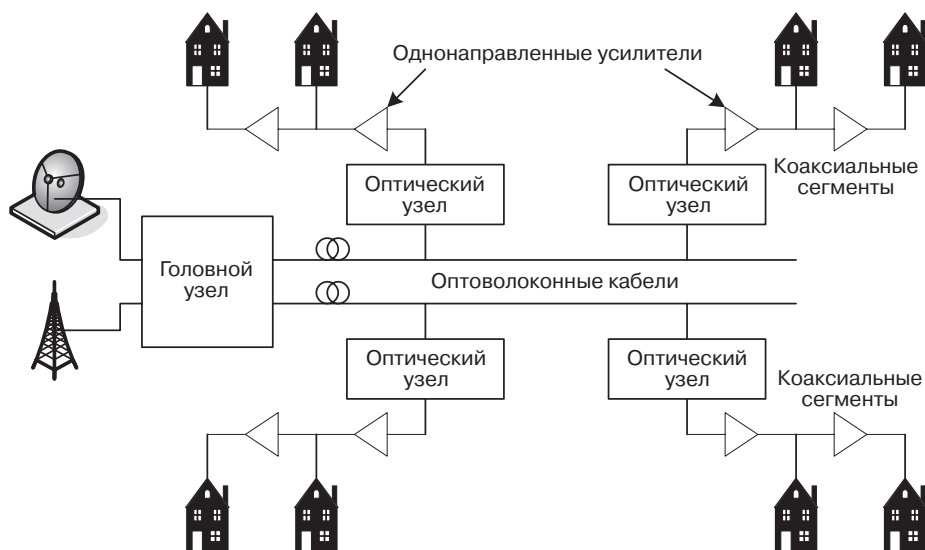 Однонаправленные усилители
Оптический
узел
Оптический
узел
Коаксиальные
сегменты
Головной
узел
Оптоволоконные кабели
Оптический
узел
Оптический
узел
Коаксиальные
сегменты